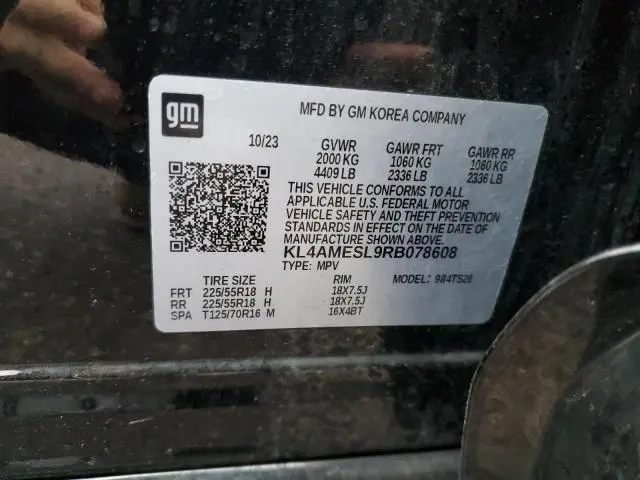 gm
MFD BY GM KOREA COMPANY
10/23 GVWR GAWR FRT GAWR RR
2000 KG 1060 KG 1060 KG
4409 LB 2336 LB 2336 LB
THIS VEHICLE CONFORMS TO ALL
APPLICABLE U.S. FEDERAL MOTOR
VEHICLE SAFETY AND THEFT PREVENTION
STANDARDS IN EFFECT ON THE DATE OF
MANUFACTURE SHOWN ABOVE.
KL4AMESL9RB078608
TYPE: MPV MODEL: 984TS26
TIRE SIZE RIM
FRT 225/55R18 H 18X7.5J
RR 225/55R18 H 18X7.5J
SPA T125/70R16 M 16X4BT